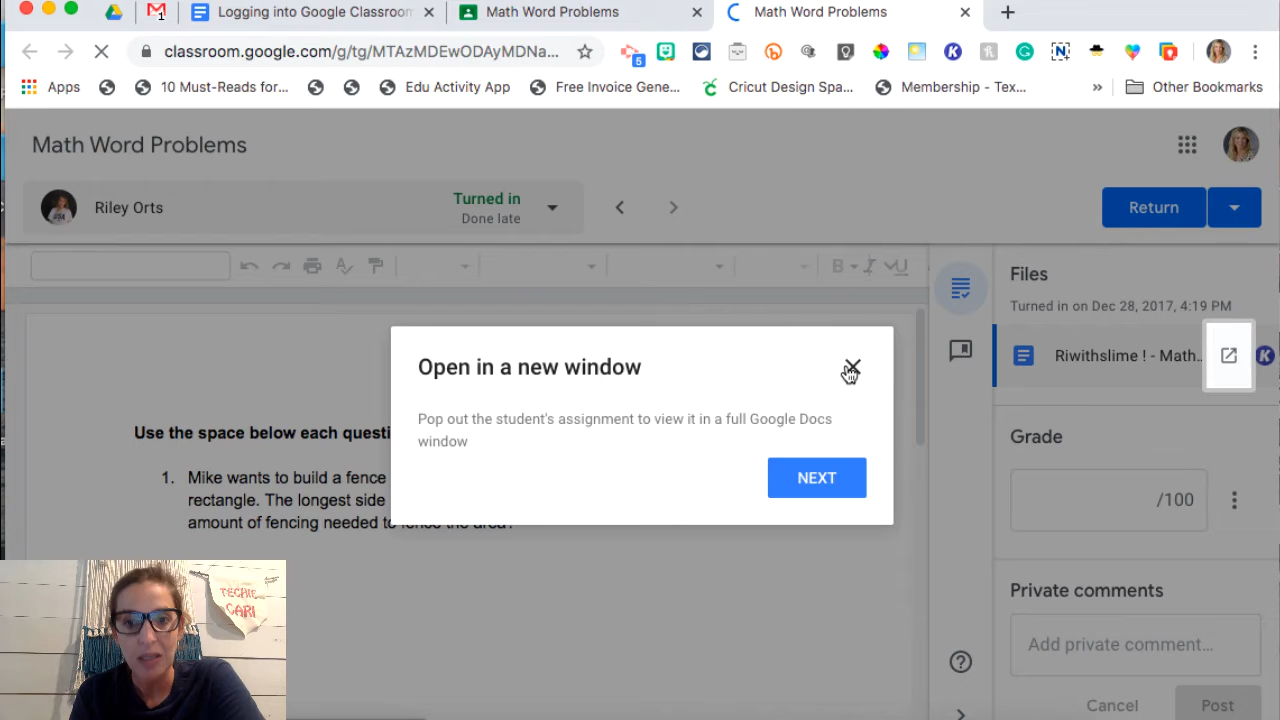 1
Logging into Google Classroom
Math Word Problems
Math Word Problems
classroom.google.com/g/tg/MTAzMDEwODAyMDNa...
5
Apps
10 Must-Reads for...
Edu Activity App
Free Invoice Gene...
Cricut Design Spa...
Membership - Tex...
»
Other Bookmarks
Math Word Problems
Riley Orts
Turned in
Done late
Return
B
I
U
Files
Turned in on Dec 28, 2017, 4:19 PM
Riwithslime ! - Math...
K
Open in a new window
Pop out the student's assignment to view it in a full Google Docs
window
NEXT
Use the space below each questi
1. Mike wants to build a fence
rectangle. The longest side
amount of fencing needed to fence the area?
Grade
/100
Private comments
Add private comment...
Cancel
Post
TECHIE
CARI